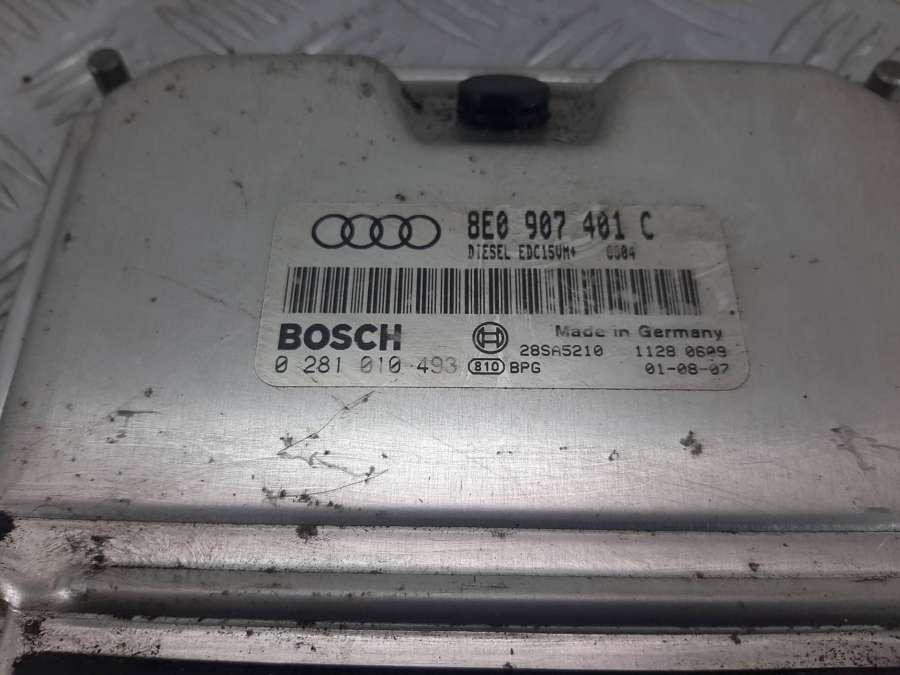 8E0 907 401 C
DIESEL EDC15VM+ 0004
BOSCH
Made in Germany
28SA5210 1128 0609
0 281 010 493 810 BPG 01-08-07